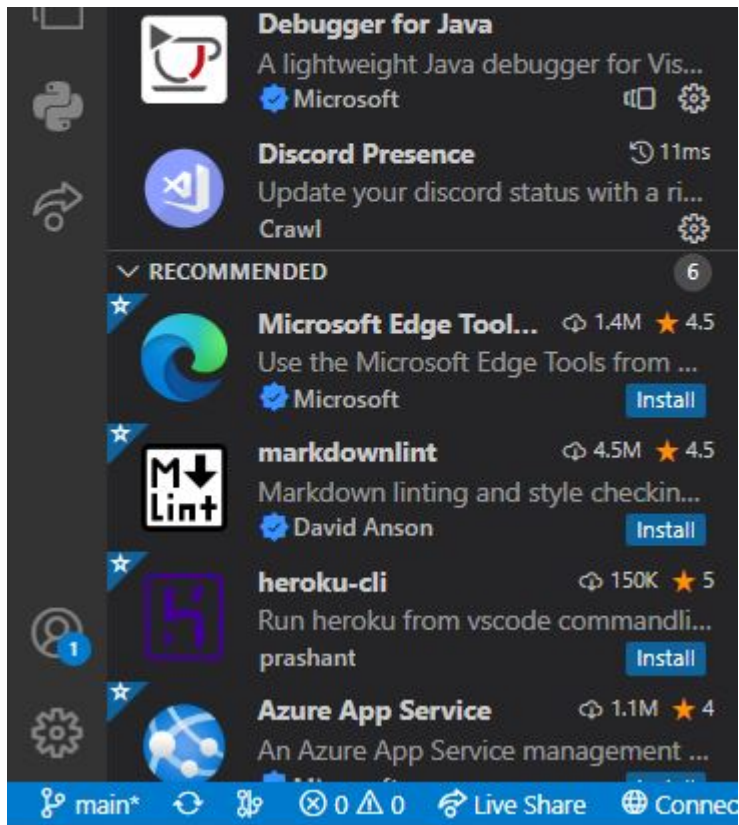 Debugger for Java
A lightweight Java debugger for Vis...
Microsoft
Discord Presence 11ms
Update your discord status with a ri...
Crawl
RECOMMENDED 6
Microsoft Edge Tool... 1.4M 4.5
Use the Microsoft Edge Tools from ...
Microsoft Install
M
Lint
markdownlint 4.5M 4.5
Markdown linting and style checkin...
David Anson Install
heroku-cli 150K 5
Run heroku from vscode commandli...
prashant Install
1
Azure App Service 1.1M 4
An Azure App Service management ...
main* 0 0 Live Share Connec